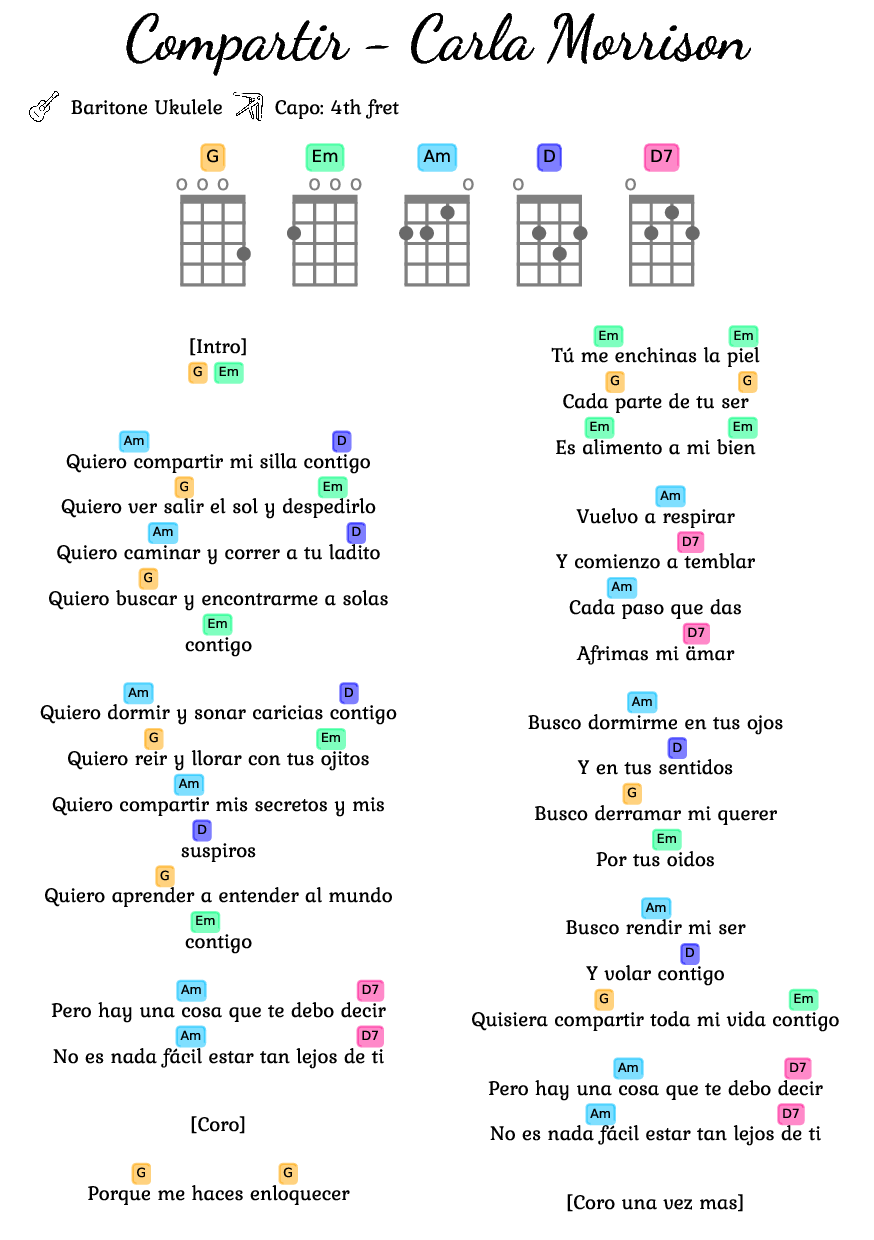 Compartir - Carla Morrison
Baritone Ukulele Capo: 4th fret
G Em Am D D7
o o o o o o o o o
[Intro]
G Em
Am D
Quiero compartir mi silla contigo
G Em
Quiero ver salir el sol y despedirlo
Am D
Quiero caminar y correr a tu ladito
G
Quiero buscar y encontrarme a solas
Em
contigo
Am D
Quiero dormir y sonar caricias contigo
G Em
Quiero reir y llorar con tus ojitos
Am
Quiero compartir mis secretos y mis
D
suspiros
G
Quiero aprender a entender al mundo
Em
contigo
Am D7
Pero hay una cosa que te debo decir
Am D7
No es nada fácil estar tan lejos de ti
[Coro]
G G
Porque me haces enloquecer
Em Em
Tú me enchinas la piel
G G
Cada parte de tu ser
Em Em
Es alimento a mi bien
Am
Vuelvo a respirar
D7
Y comienzo a temblar
Am
Cada paso que das
D7
Afrimas mi ämar
Am
Busco dormirme en tus ojos
D
Y en tus sentidos
G
Busco derramar mi querer
Em
Por tus oidos
Am
Busco rendir mi ser
D
Y volar contigo
G Em
Quisiera compartir toda mi vida contigo
Am D7
Pero hay una cosa que te debo decir
Am D7
No es nada fácil estar tan lejos de ti
[Coro una vez mas]